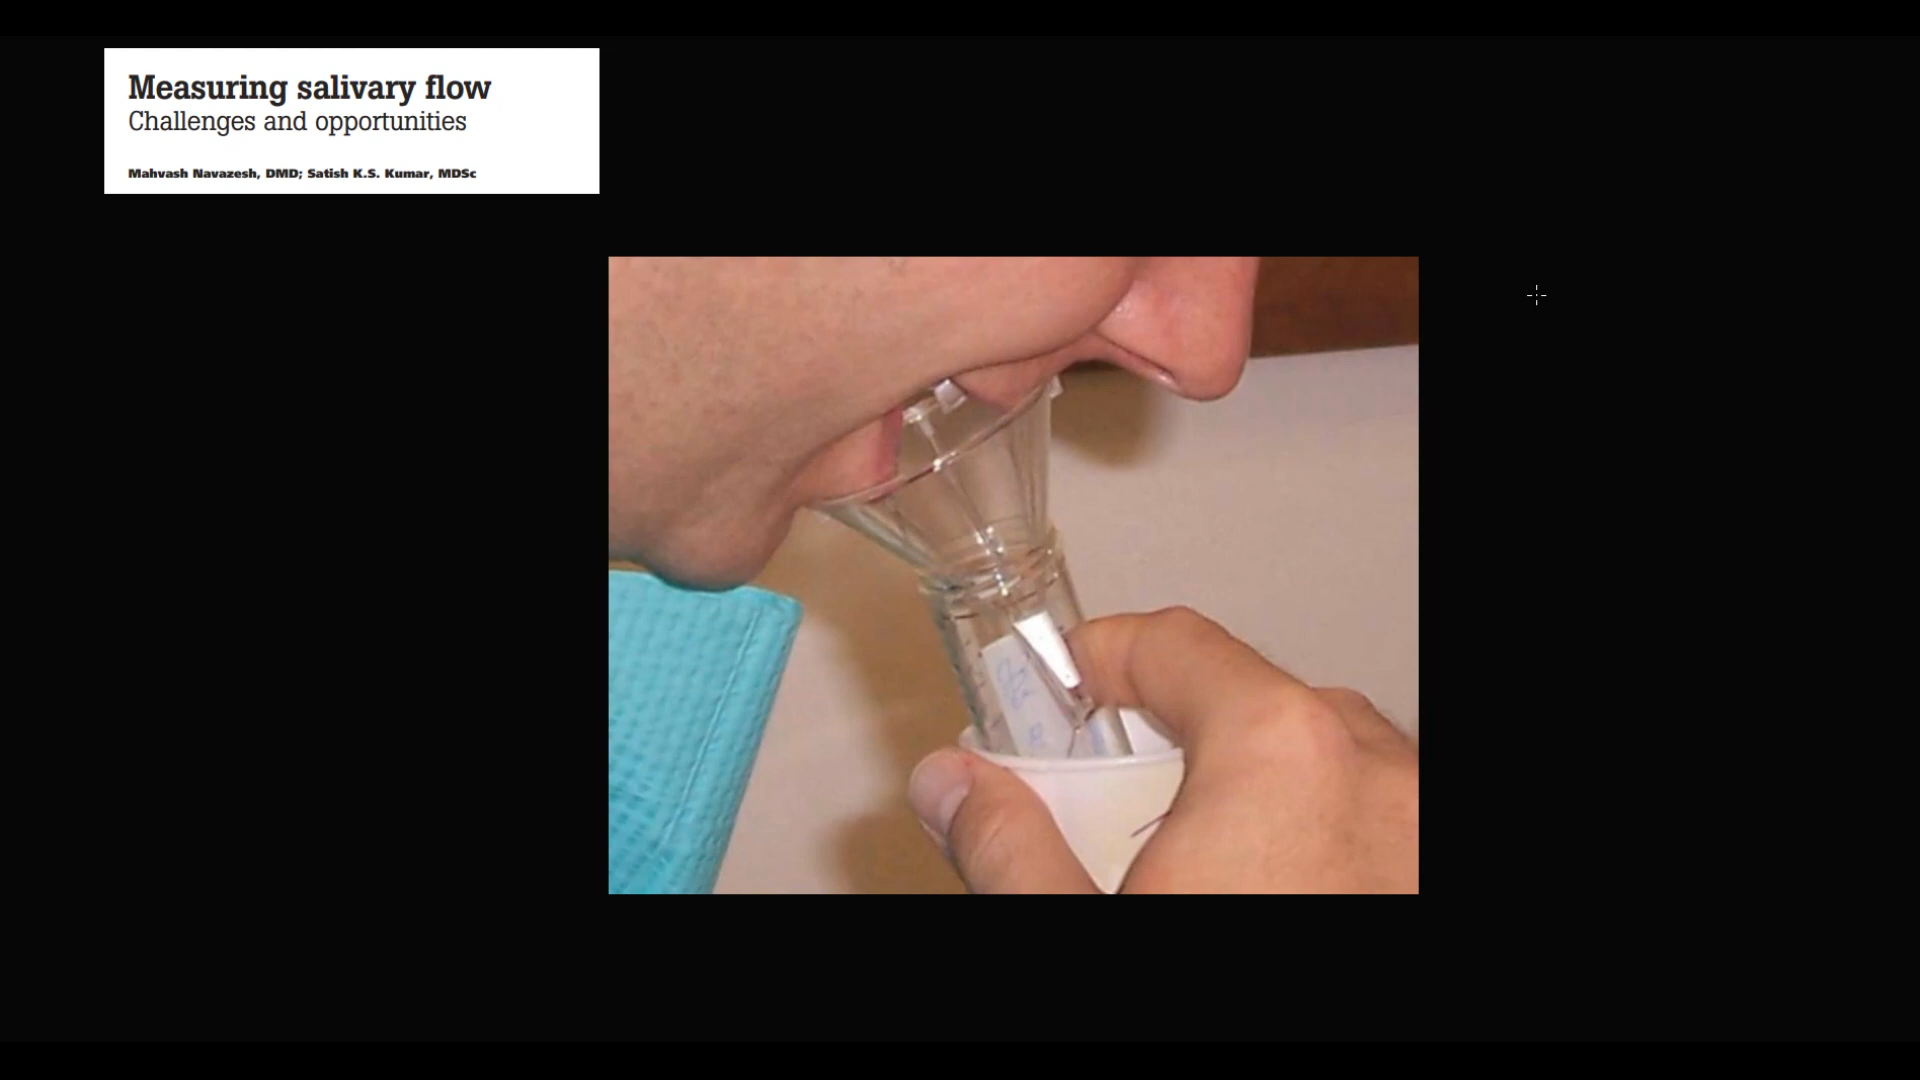 Measuring salivary flow
Challenges and opportunities
Mahvash Navazesh, DMD; Satish K.S. Kumar, MDSc